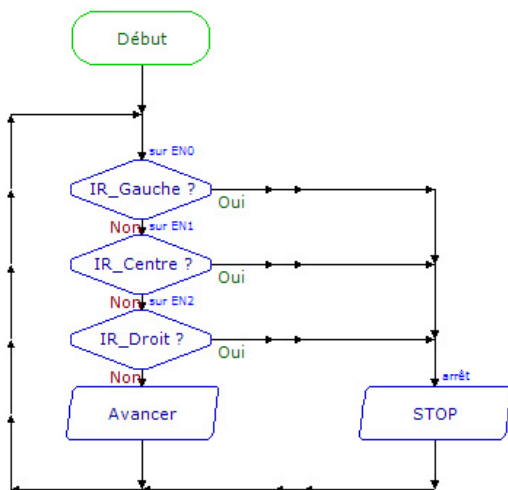 Début
sur EN0
IR_Gauche ?
Oui
Non
sur EN1
IR_Centre ?
Oui
Non
sur EN2
IR_Droit ?
Oui
Non
arrêt
Avancer
STOP